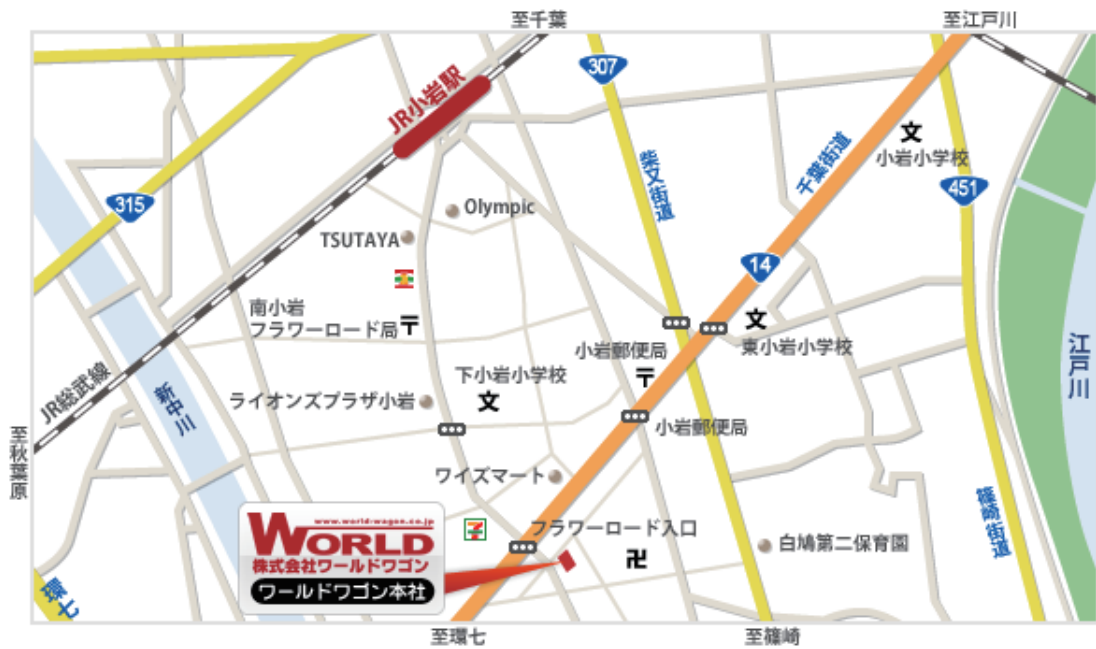 至千葉
至江戸川
307
JR小岩駅
文
小岩小学校
柴又街道
千葉街道
451
315
Olympic
TSUTAYA
14
南小岩
フラワーロード局
〒
文
東小岩小学校
小岩郵便局
〒
江戸川
下小岩小学校
文
JR総武線
新中川
ライオンズプラザ小岩
小岩郵便局
至秋葉原
ワイズマート
篠崎街道
www.world-wagon.co.jp
WORLD
株式会社ワールドワゴン
ワールドワゴン本社
7
フラワーロード入口
卍
白鳩第二保育園
環七
至環七
至篠崎